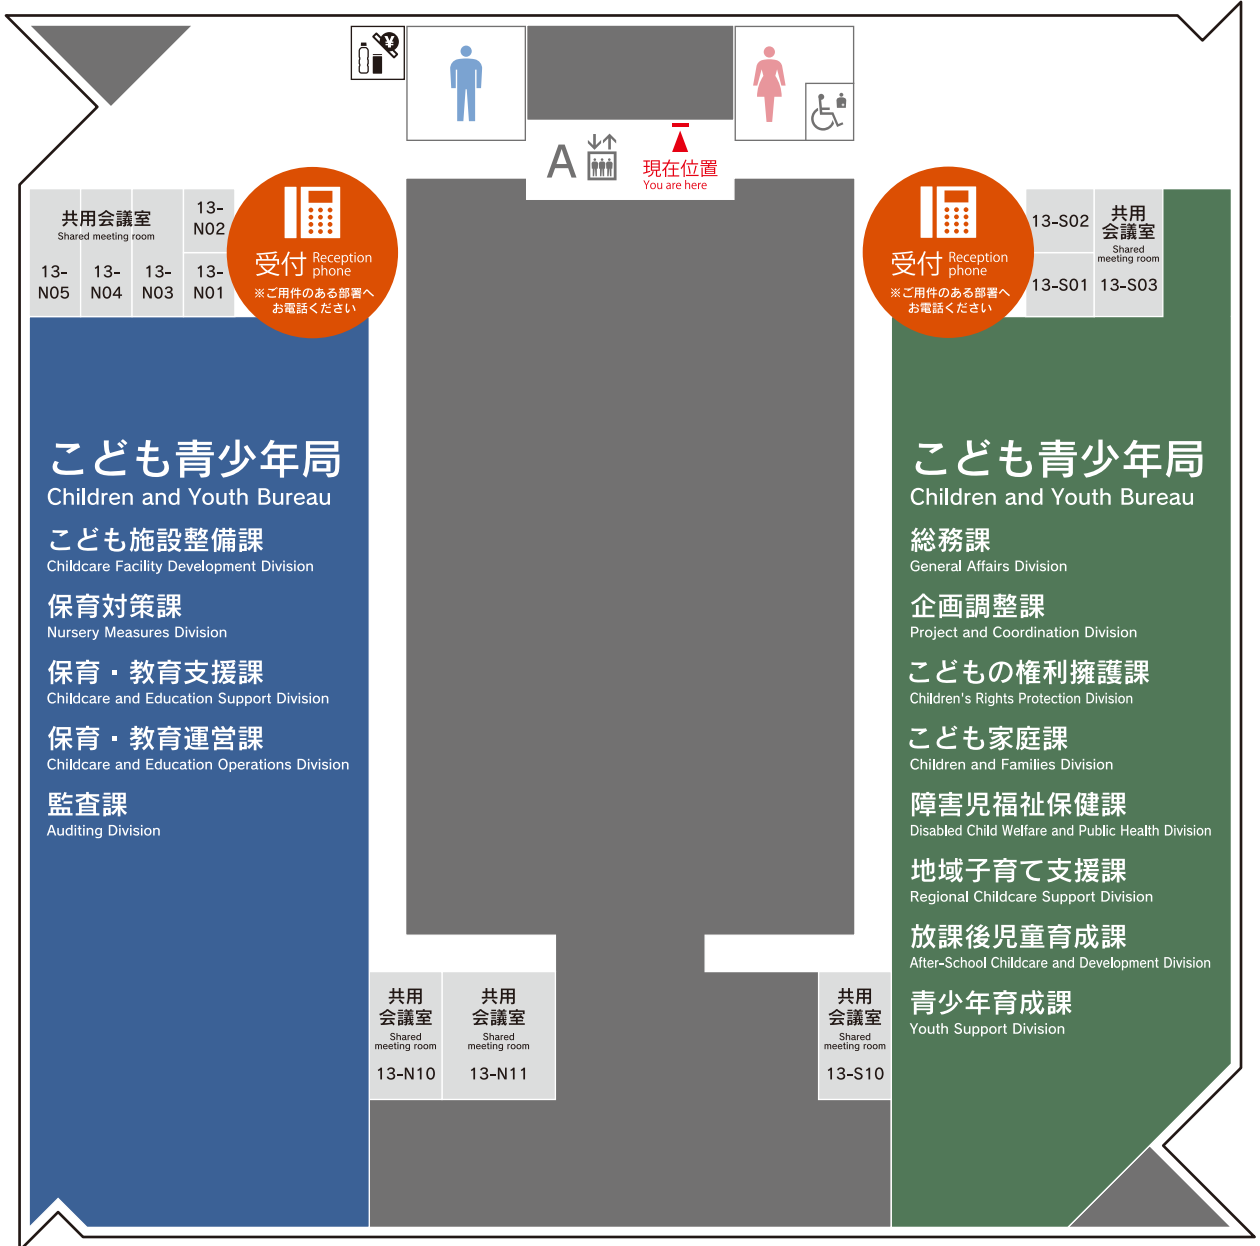 ¥
A
現在位置
You are here
共用会議室
Shared meeting room
13-
N02
13-
N05
13-
N04
13-
N03
13-
N01
受付 Reception
phone
※ご用件のある部署へ
お電話ください
受付 Reception
phone
※ご用件のある部署へ
お電話ください
13-S02
13-S01
共用
会議室
Shared
meeting room
13-S03
こども青少年局
Children and Youth Bureau
こども施設整備課
Childcare Facility Development Division
保育対策課
Nursery Measures Division
保育・教育支援課
Childcare and Education Support Division
保育・教育運営課
Childcare and Education Operations Division
監査課
Auditing Division
こども青少年局
Children and Youth Bureau
総務課
General Affairs Division
企画調整課
Project and Coordination Division
こどもの権利擁護課
Children's Rights Protection Division
こども家庭課
Children and Families Division
障害児福祉保健課
Disabled Child Welfare and Public Health Division
地域子育て支援課
Regional Childcare Support Division
放課後児童育成課
After-School Childcare and Development Division
青少年育成課
Youth Support Division
共用
会議室
Shared
meeting room
13-N10
共用
会議室
Shared
meeting room
13-N11
共用
会議室
Shared
meeting room
13-S10